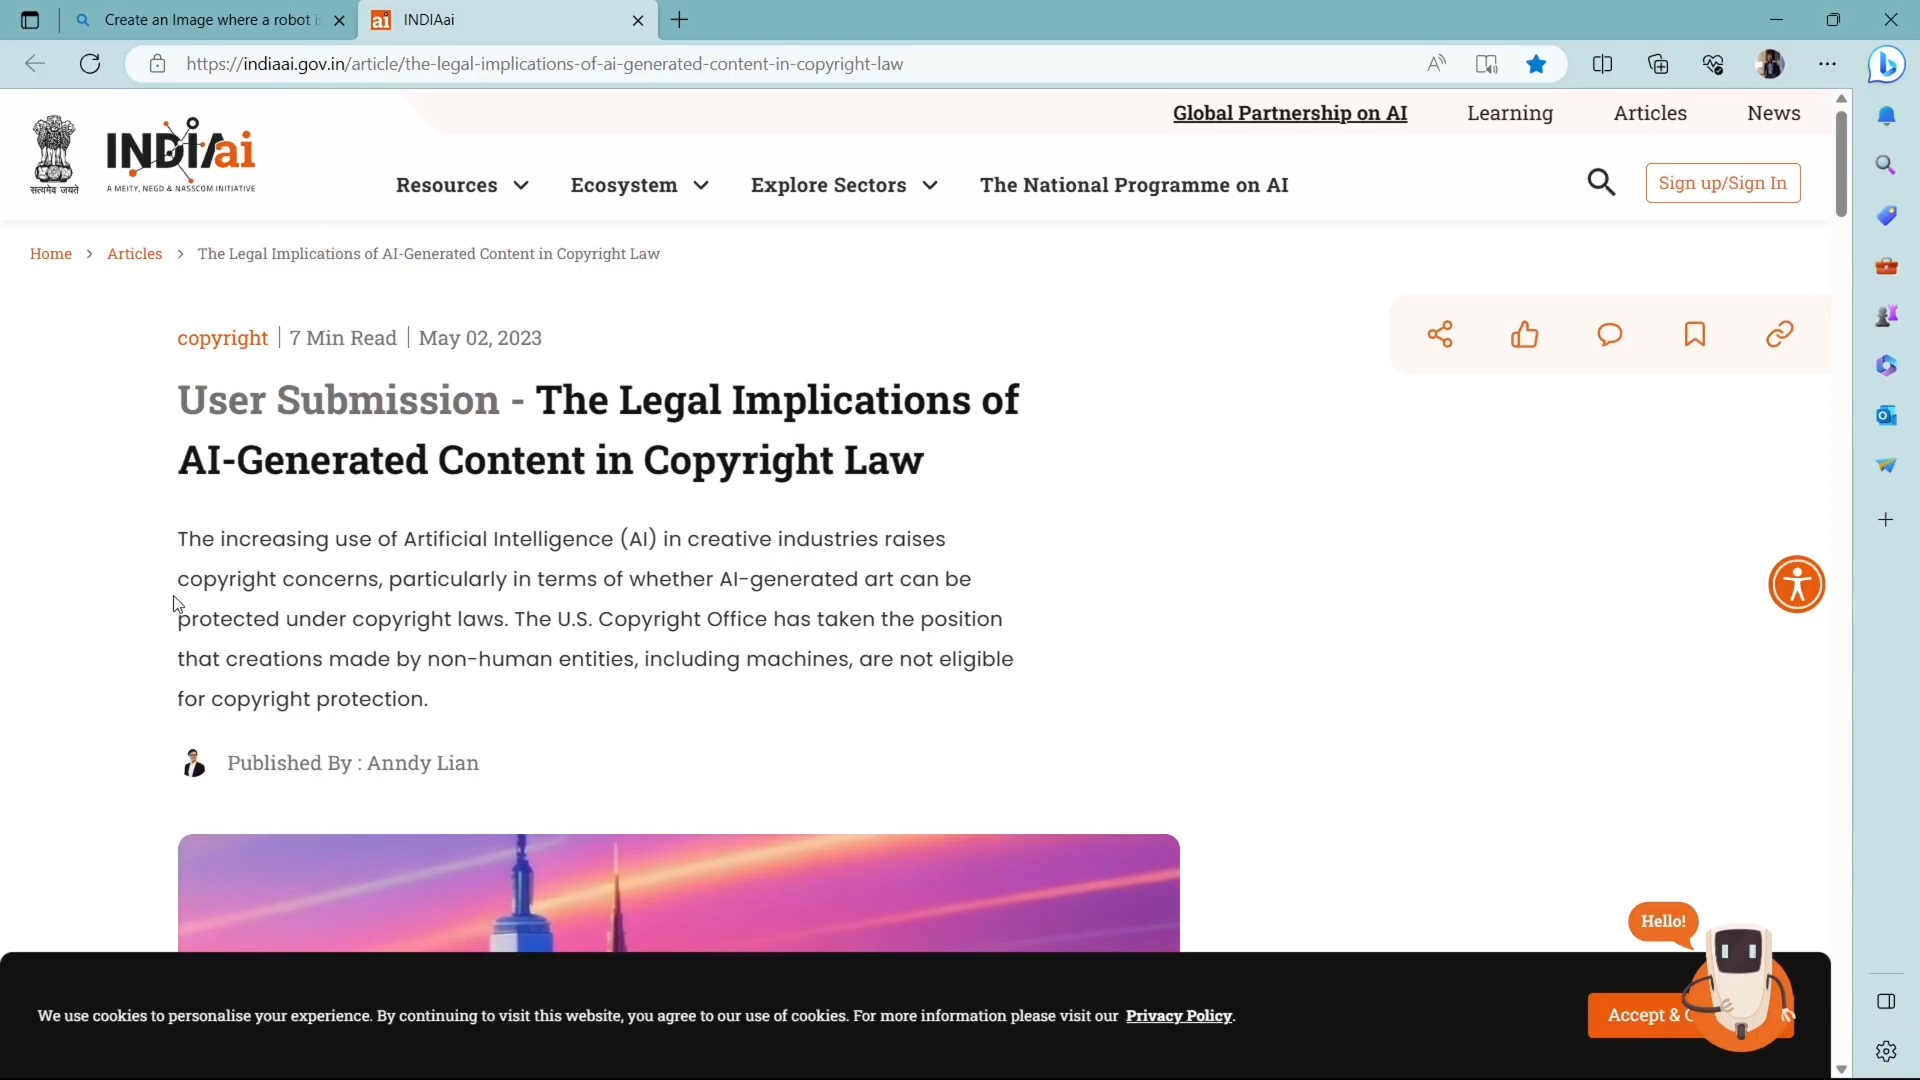 Create an Image where a robot i
INDIAai
https://indiaai.gov.in/article/the-legal-implications-of-ai-generated-content-in-copyright-law
Global Partnership on AI
Learning
Articles
News
सत्यमेव जयते
INDIAai
A MEITY, NEGD & NASSCOM INITIATIVE
Resources
Ecosystem
Explore Sectors
The National Programme on AI
Sign up/Sign In
Home > Articles > The Legal Implications of AI-Generated Content in Copyright Law
copyright | 7 Min Read | May 02, 2023
User Submission - The Legal Implications of
AI-Generated Content in Copyright Law
The increasing use of Artificial Intelligence (AI) in creative industries raises
copyright concerns, particularly in terms of whether AI-generated art can be
protected under copyright laws. The U.S. Copyright Office has taken the position
that creations made by non-human entities, including machines, are not eligible
for copyright protection.
Published By : Anndy Lian
Hello!
We use cookies to personalise your experience. By continuing to visit this website, you agree to our use of cookies. For more information please visit our Privacy Policy.
Accept &